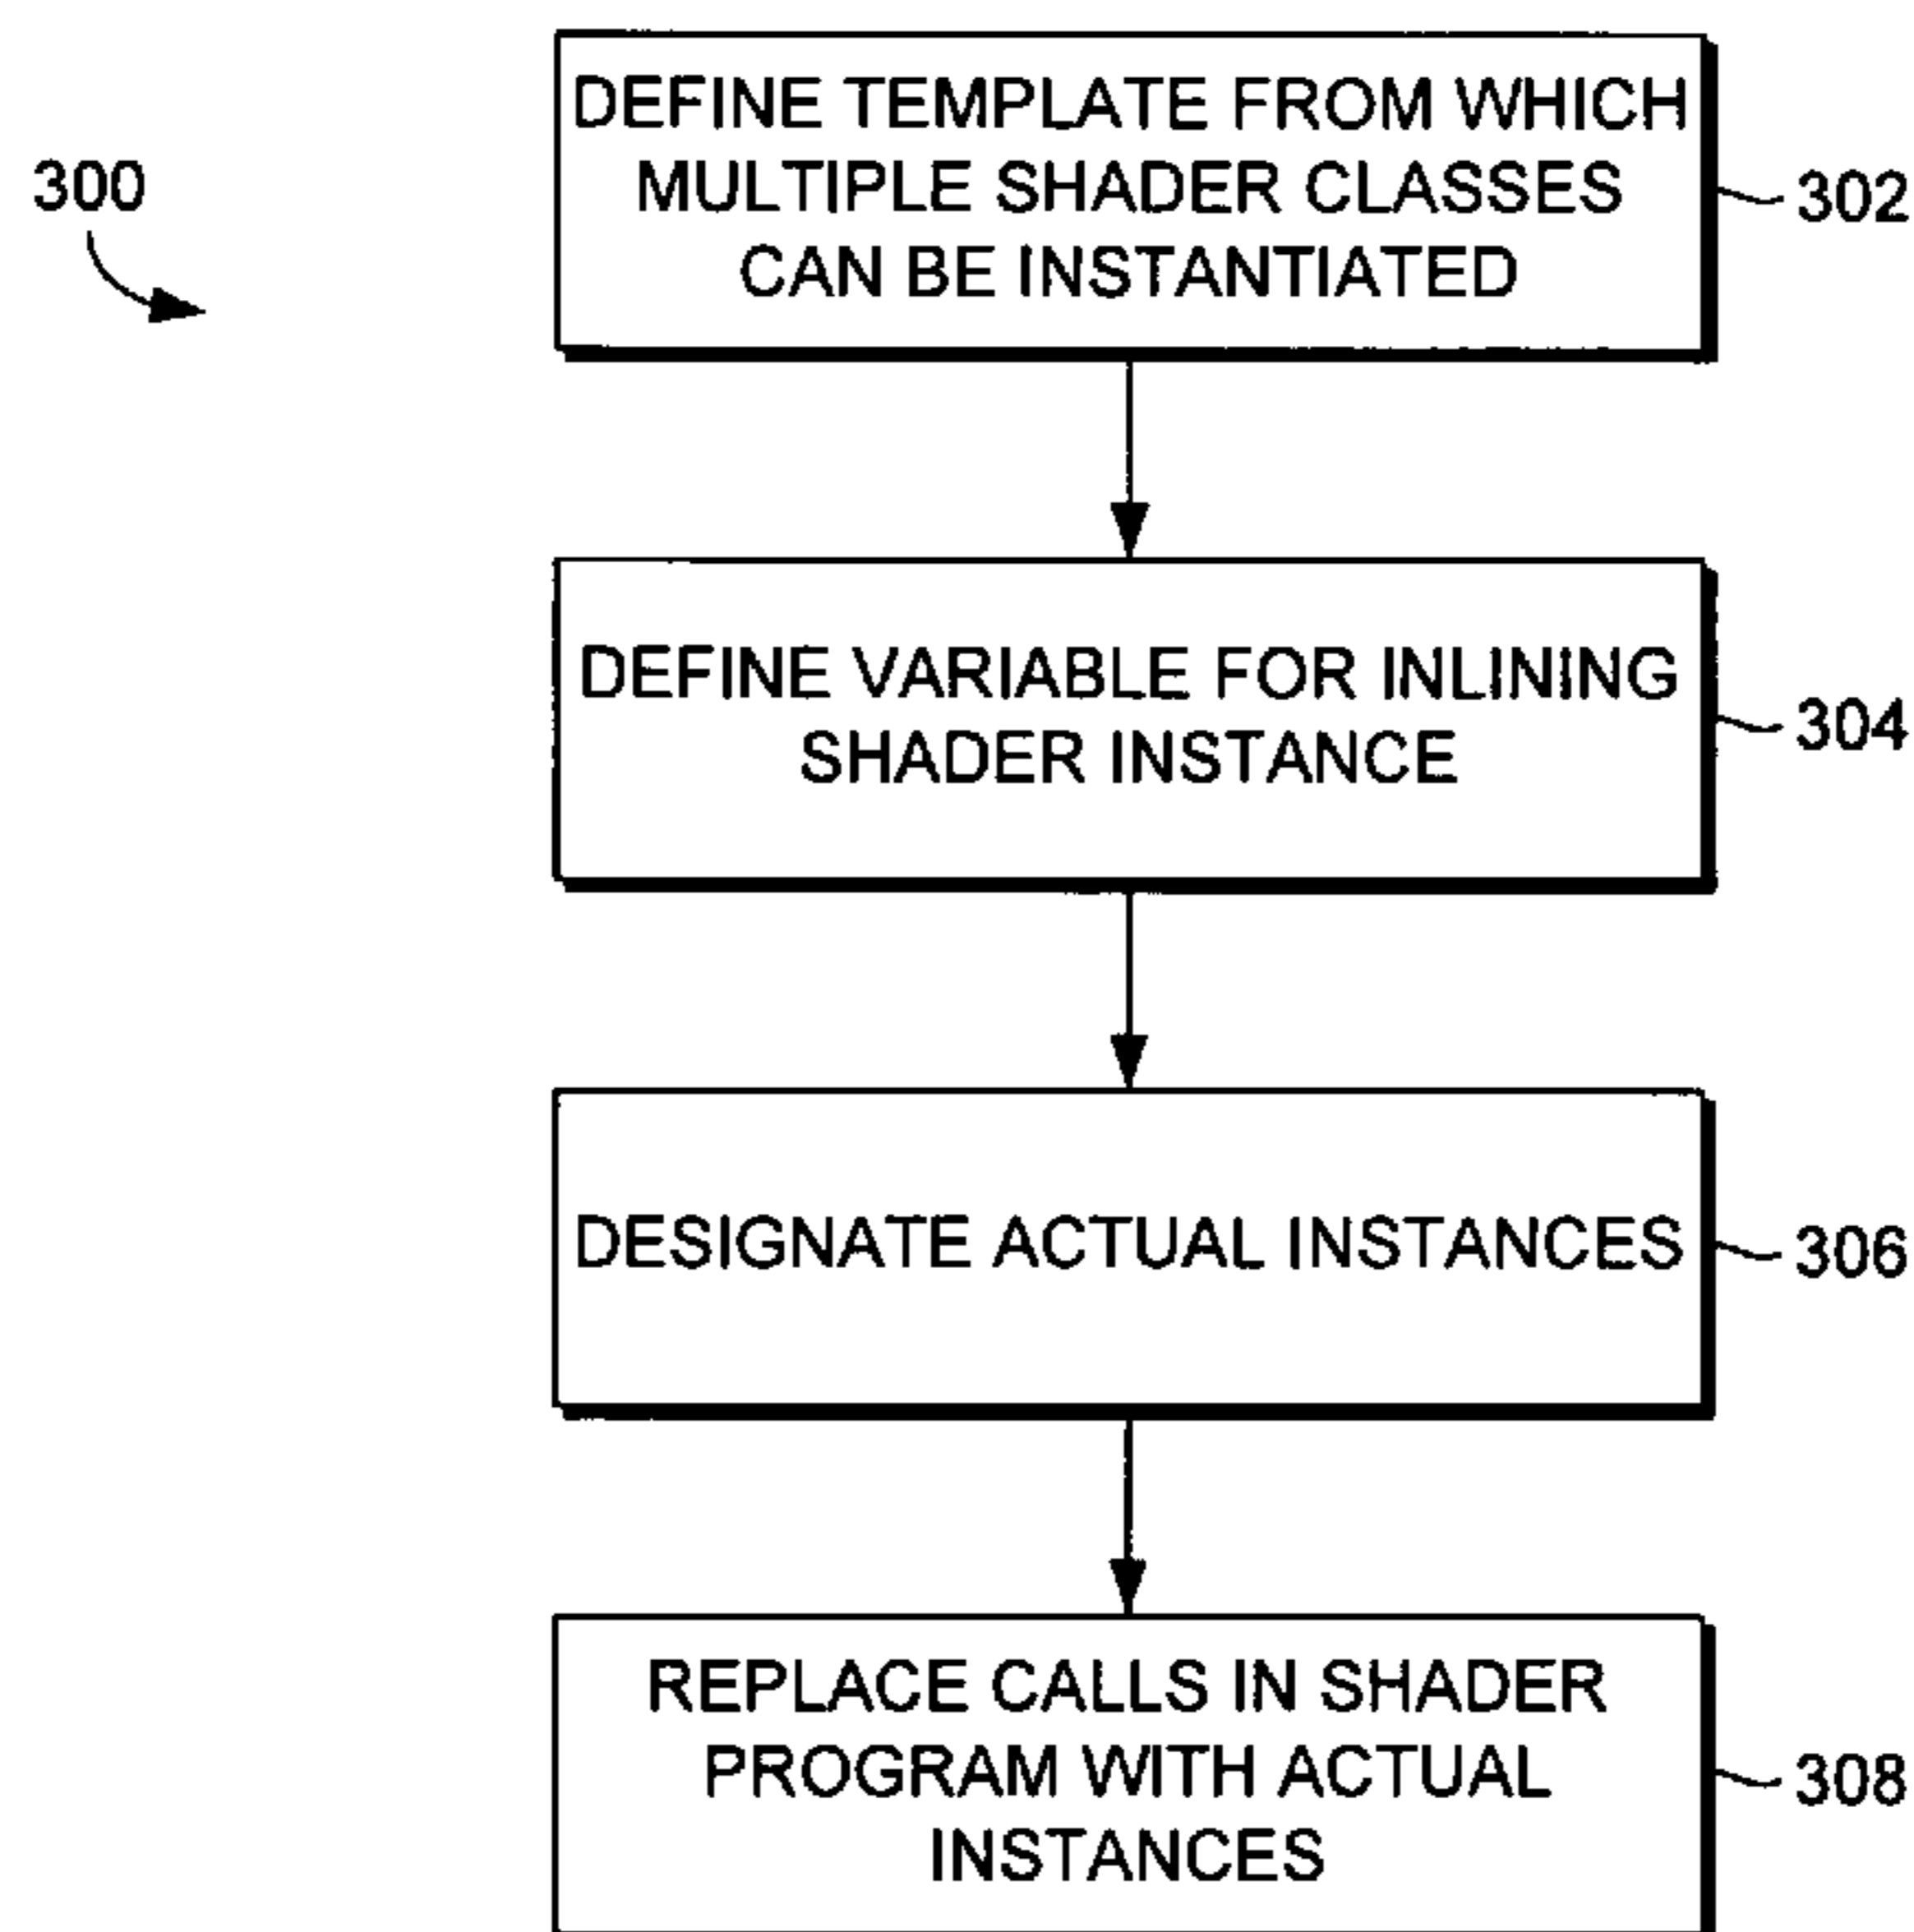 300
DEFINE TEMPLATE FROM WHICH
MULTIPLE SHADER CLASSES
CAN BE INSTANTIATED
302
DEFINE VARIABLE FOR INLINING
SHADER INSTANCE
304
DESIGNATE ACTUAL INSTANCES
306
REPLACE CALLS IN SHADER
PROGRAM WITH ACTUAL
INSTANCES
308